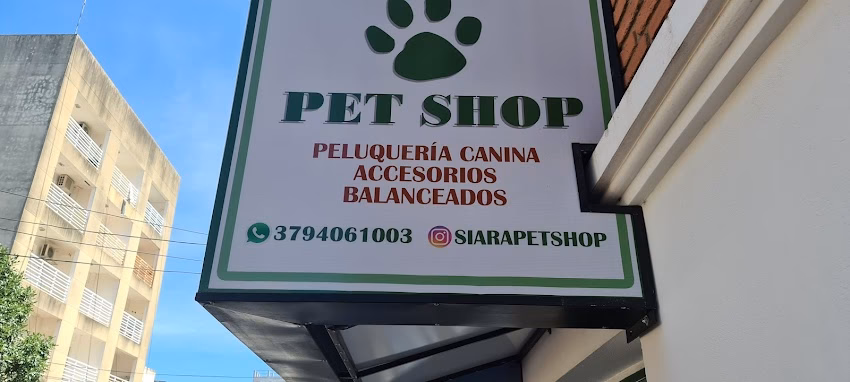 PET SHOP
PELUQUERÍA CANINA
ACCESORIOS
BALANCEADOS
3794061003 SIARAPETSHOP